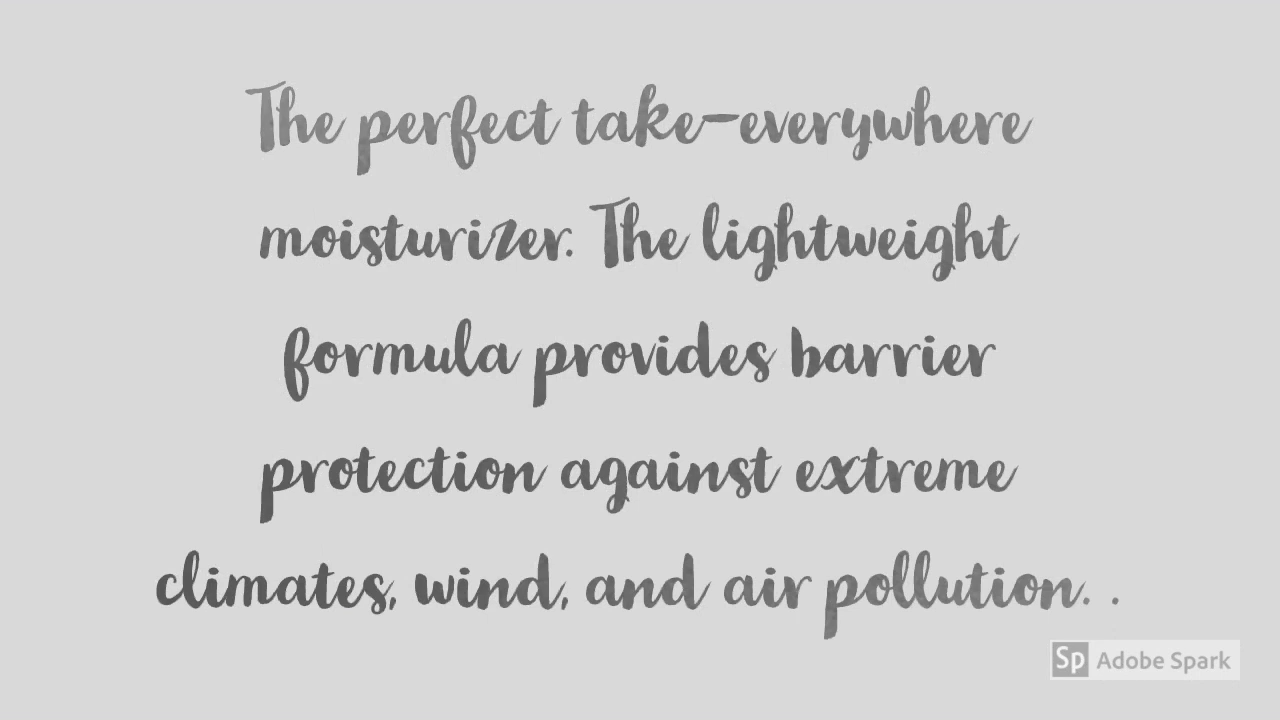 The perfect take-everywhere
moisturizer. The lightweight
formula provides barrier
protection against extreme
climates, wind, and air pollution. .
Sp Adobe Spark